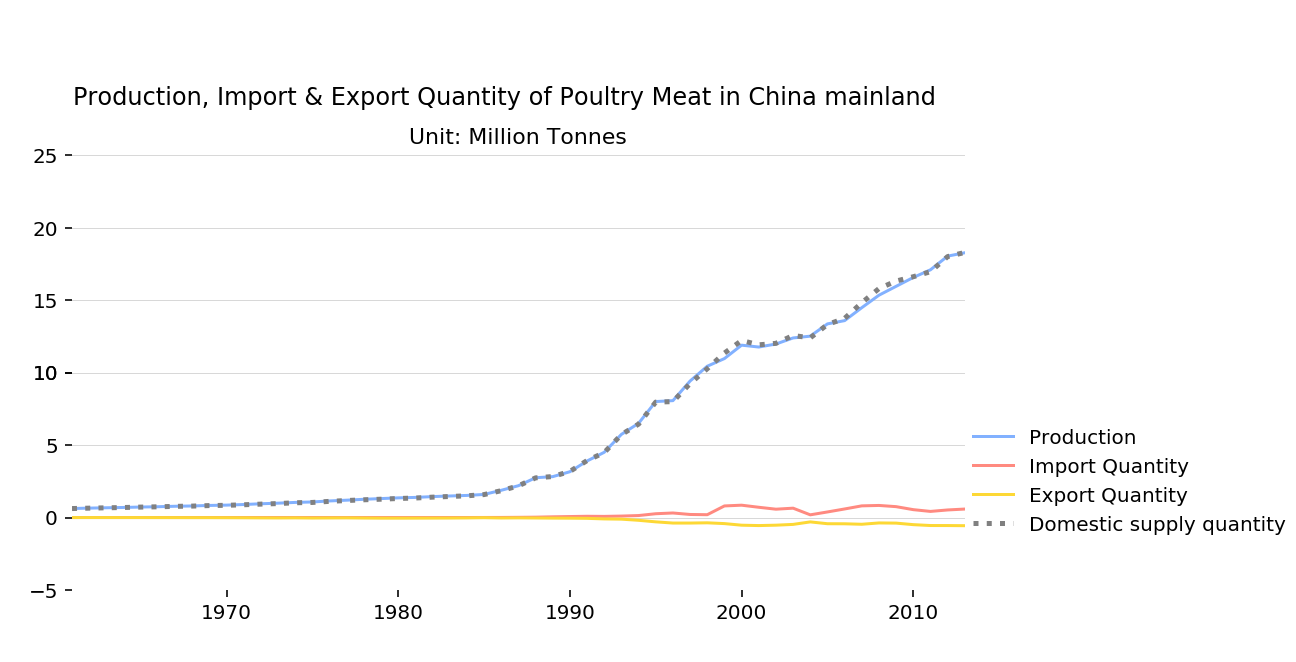 Production, Import & Export Quantity of Poultry Meat in China mainland
Unit: Million Tonnes
25
20
15
10
5
0
−5
1970 1980 1990 2000 2010
Production
Import Quantity
Export Quantity
Domestic supply quantity